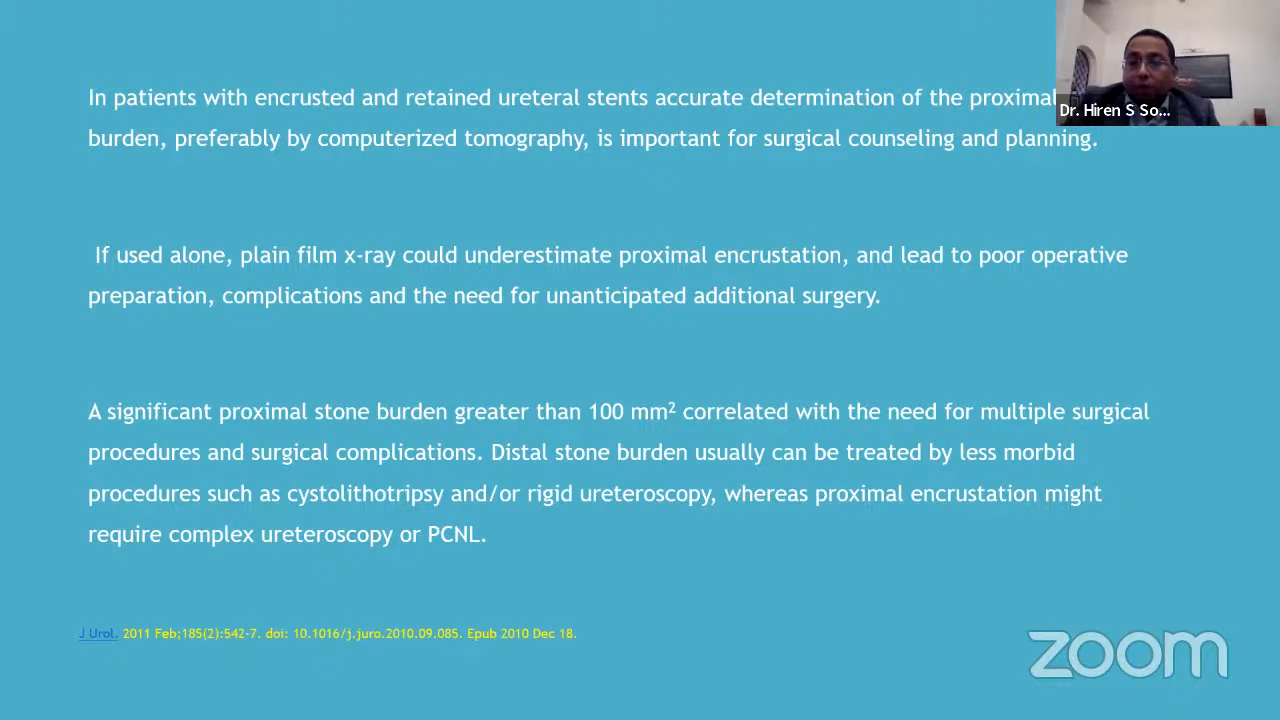 In patients with encrusted and retained ureteral stents accurate determination of the proximal
burden, preferably by computerized tomography, is important for surgical counseling and planning.
If used alone, plain film x-ray could underestimate proximal encrustation, and lead to poor operative
preparation, complications and the need for unanticipated additional surgery.
A significant proximal stone burden greater than 100 mm² correlated with the need for multiple surgical
procedures and surgical complications. Distal stone burden usually can be treated by less morbid
procedures such as cystolithotripsy and/or rigid ureteroscopy, whereas proximal encrustation might
require complex ureteroscopy or PCNL.
J Urol. 2011 Feb;185(2):542-7. doi: 10.1016/j.juro.2010.09.085. Epub 2010 Dec 18.
Dr. Hiren S So...
zoom